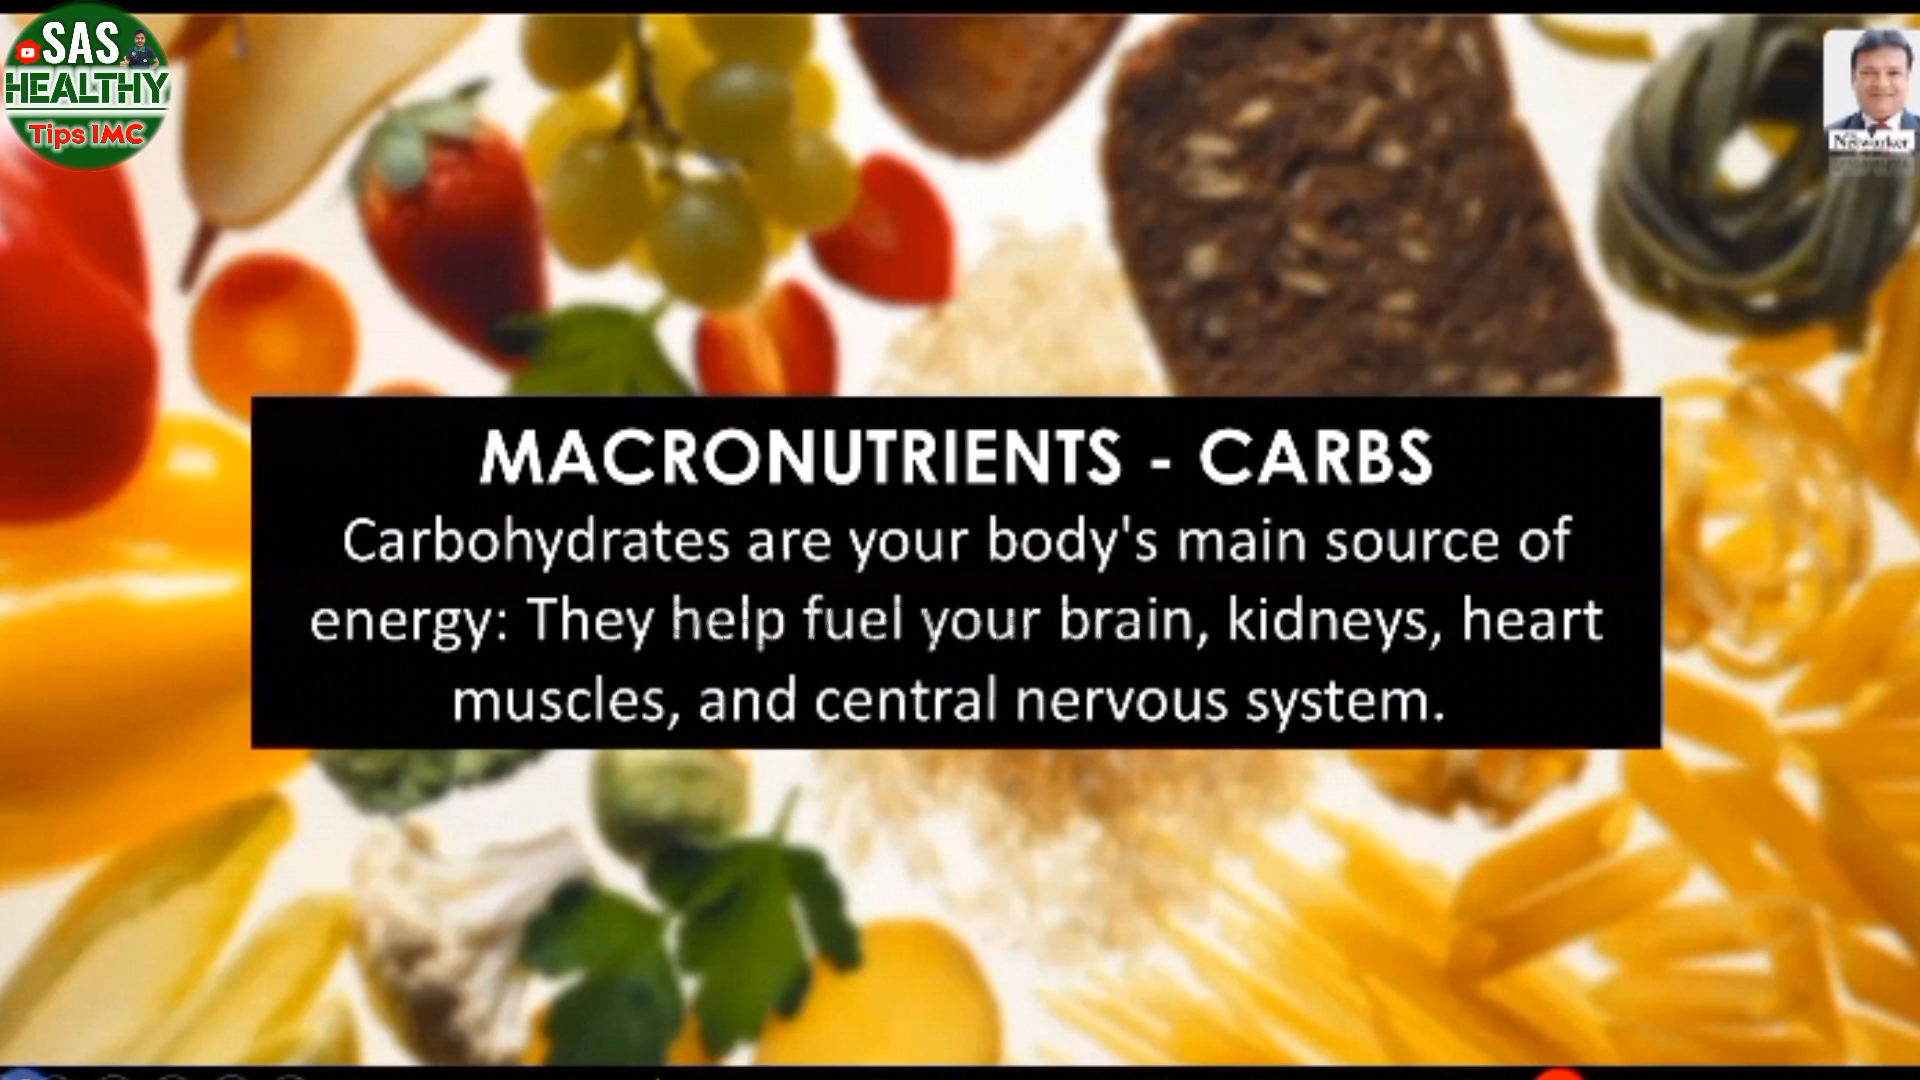 SAS
HEALTHY
Tips IMC
Networker
MACRONUTRIENTS - CARBS
Carbohydrates are your body's main source of
energy: They help fuel your brain, kidneys, heart
muscles, and central nervous system.